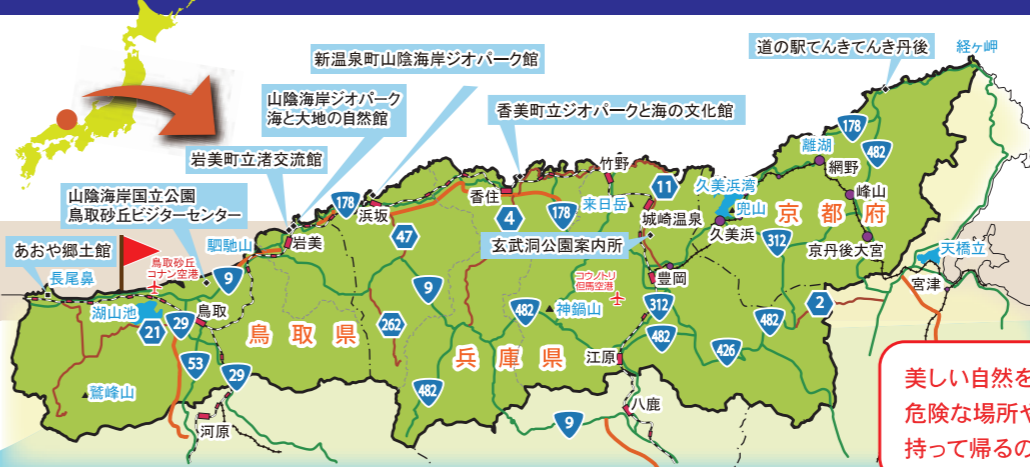 道の駅てんきてんき丹後
経ヶ岬
新温泉町山陰海岸ジオパーク館
山陰海岸ジオパーク
海と大地の自然館
香美町立ジオパークと海の文化館
岩美町立渚交流館
山陰海岸国立公園
鳥取砂丘ビジターセンター
あおや郷土館
長尾鼻
鳥取砂丘
コナン空港
駟馳山
岩美
浜坂
香住
竹野
来日岳
城崎温泉
玄武洞公園案内所
久美浜湾
兜山
久美浜
離湖
網野
峰山
京丹後大宮
京都府
天橋立
宮津
豊岡
コウノトリ
但馬空港
神鍋山
江原
八鹿
兵庫県
鳥取県
鳥取
湖山池
鷲峰山
河原
178
482
178
11
4
178
47
9
9
312
312
2
482
482
482
426
262
21
29
53
29
482
9
美しい自然を
危険な場所や
持って帰るの